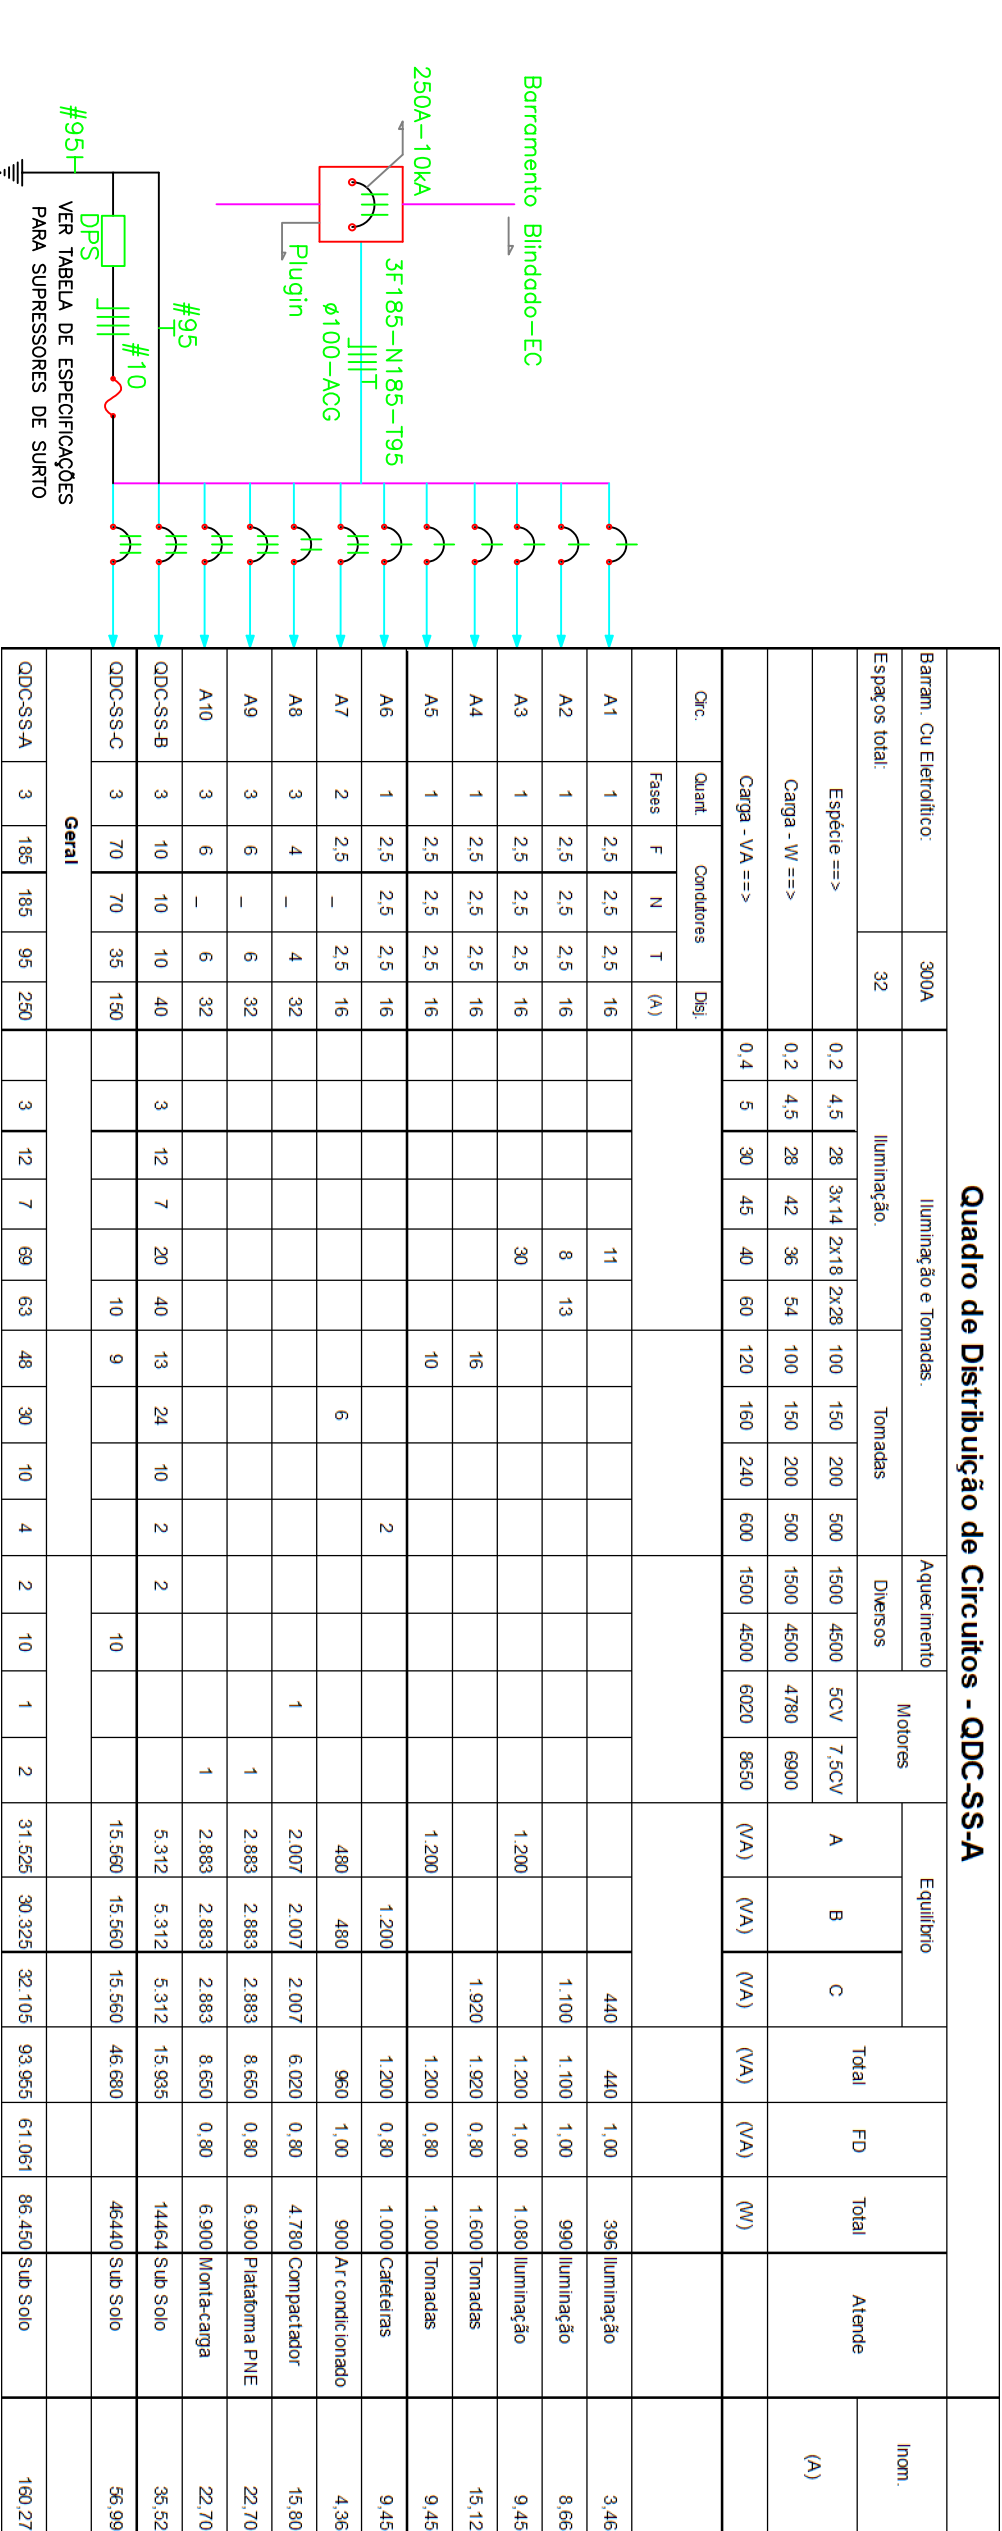 Quadro de Distribuição de Circuitos - QDC-SS-A
Barramento Blindado-EC
250A-10kA
Plugin
3F185-N185-T95
ø100-ACG
#95
#10
DPS
#95
VER TABELA DE ESPECIFICAÇÕES
PARA SUPRESSORES DE SURTO
Barram. Cu Eletrolítico: 300A Iluminação e Tomadas. Aquecimento Motores Equilíbrio Total FD Total Atende Inom.
Espaços total: 32 Iluminação. Tomadas Diversos
Espécie ==> 0,2 4,5 28 3x14 2x18 2x28 100 150 200 500 1500 4500 5CV 7,5CV A B C (A)
Carga - W ==> 0,2 4,5 28 42 36 54 100 150 200 500 1500 4500 4780 6900
Carga - VA ==> 0,4 5 30 45 40 60 120 160 240 600 1500 4500 6020 8650 (VA) (VA) (VA) (VA) (VA) (W)
Circ. Quant. Condutores Disj.
Fases F N T (A)
A1 1 2,5 2,5 2,5 16 11 440 440 1,00 396 Iluminação 3,46
A2 1 2,5 2,5 2,5 16 8 13 1.100 1.100 1,00 990 Iluminação 8,66
A3 1 2,5 2,5 2,5 16 30 1.200 1.200 1,00 1.080 Iluminação 9,45
A4 1 2,5 2,5 2,5 16 16 1.920 1.920 0,80 1.600 Tomadas 15,12
A5 1 2,5 2,5 2,5 16 10 1.200 1.200 0,80 1.000 Tomadas 9,45
A6 1 2,5 2,5 2,5 16 2 1.200 1.200 0,80 1.000 Cafeteiras 9,45
A7 2 2,5 – 2,5 16 6 480 480 960 1,00 900 Ar condicionado 4,36
A8 3 4 – 4 32 1 2.007 2.007 2.007 6.020 0,80 4.780 Compactador 15,80
A9 3 6 – 6 32 1 2.883 2.883 2.883 8.650 0,80 6.900 Plataforma PNE 22,70
A10 3 6 – 6 32 1 2.883 2.883 2.883 8.650 0,80 6.900 Monta-carga 22,70
QDC-SS-B 3 10 10 10 40 3 12 7 20 40 13 24 10 2 2 5.312 5.312 5.312 15.935 14464 Sub Solo 35,52
QDC-SS-C 3 70 70 35 150 10 9 10 15.560 15.560 15.560 46.680 46440 Sub Solo 56,99
Geral
QDC-SS-A 3 185 185 95 250 3 12 7 69 63 48 30 10 4 2 10 1 2 31.525 30.325 32.105 93.955 61.061 86.450 Sub Solo 160,27